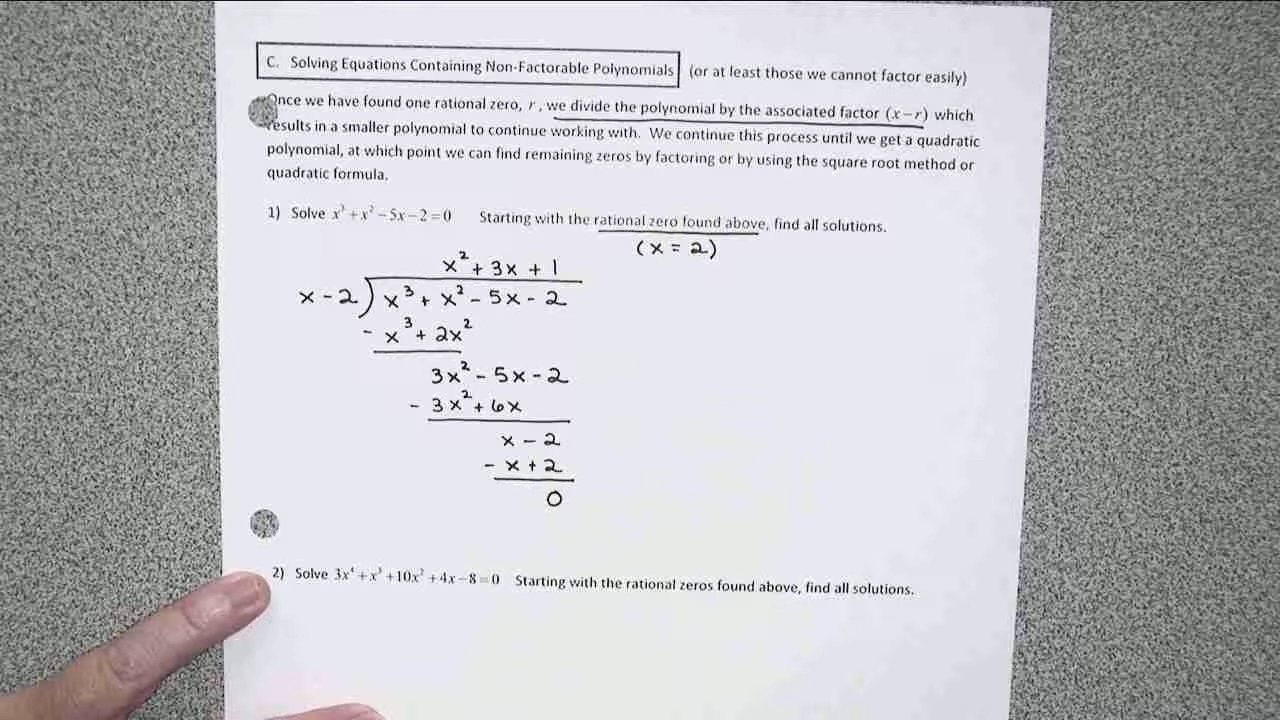 C. Solving Equations Containing Non-Factorable Polynomials (or at least those we cannot factor easily)
Once we have found one rational zero, r, we divide the polynomial by the associated factor (x−r) which
results in a smaller polynomial to continue working with. We continue this process until we get a quadratic
polynomial, at which point we can find remaining zeros by factoring or by using the square root method or
quadratic formula.
1) Solve x³ + x² − 5x − 2 = 0 Starting with the rational zero found above, find all solutions.
(x = 2)
x² + 3x + 1
x − 2 ) x³ + x² − 5x − 2
− x³ + 2x²
3x² − 5x − 2
− 3x² + 6x
x − 2
− x + 2
0
2) Solve 3x⁴ + x³ + 10x² + 4x − 8 = 0 Starting with the rational zeros found above, find all solutions.